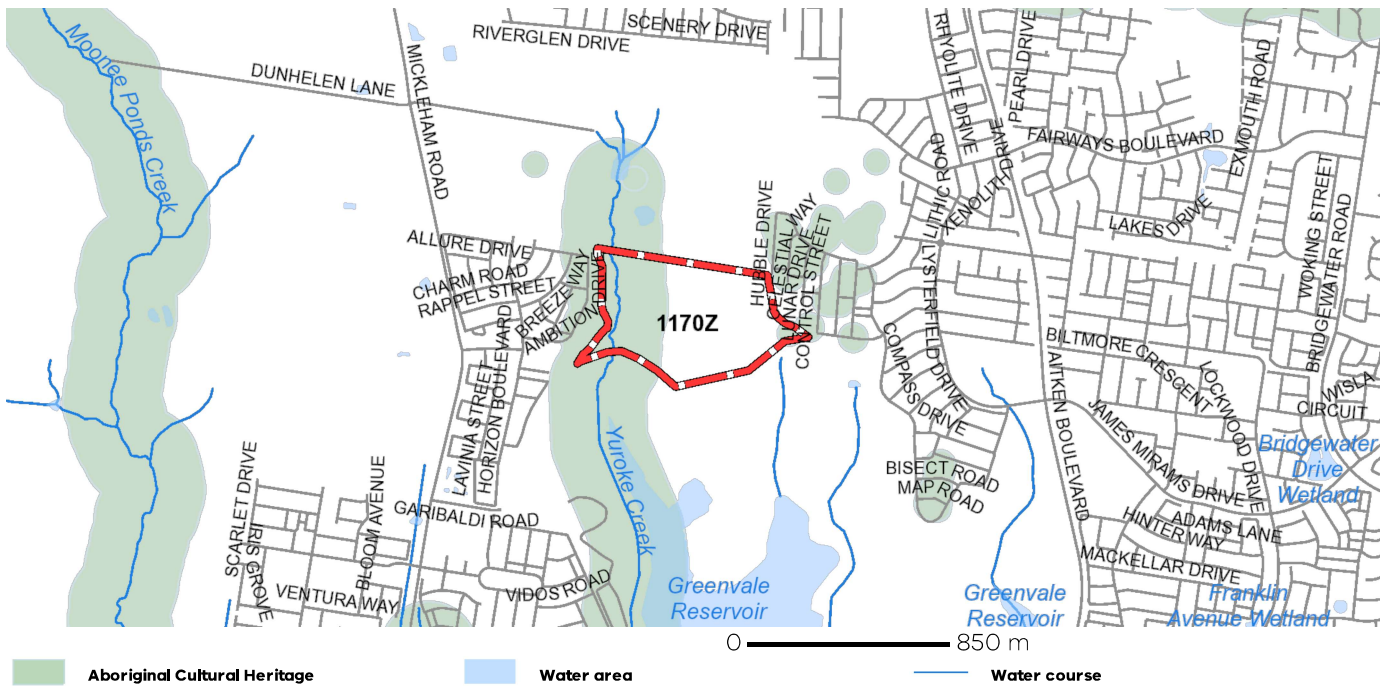 SCENERY DRIVE
RIVERGLEN DRIVE
Moonee Ponds Creek
DUNHELEN LANE
MICKLEHAM ROAD
RHYOLITE DRIVE
PEARL DRIVE
DRIVE
EXMOUTH ROAD
FAIRWAYS BOULEVARD
LITHIC ROAD
XENOLITH
LAKES DRIVE
WOKING STREET
BRIDGEWATER ROAD
ALLURE DRIVE
CHARM ROAD
RAPPEL STREET
BREEZE WAY
AMBITION DRIVE
HUBBLE DRIVE
CELESTIAL WAY
LUNAR DRIVE
CONTROL STREET
LYSTERFIELD DRIVE
1170Z
COMPASS DRIVE
BILTMORE CRESCENT
LOCKWOOD DRIVE
WISLA
CIRCUIT
AITKEN BOULEVARD
JAMES MIRAMS DRIVE
LAVINIA STREET
HORIZON BOULEVARD
Yuroke Creek
BISECT ROAD
MAP ROAD
Bridgewater
Drive
Wetland
SCARLET DRIVE
IRIS GROVE
BLOOM AVENUE
GARIBALDI ROAD
ADAMS LANE
HINTER WAY
MACKELLAR DRIVE
VENTURA WAY
VIDOS ROAD
Greenvale
Reservoir
Greenvale
Reservoir
Franklin
Avenue Wetland
0 850 m
Aboriginal Cultural Heritage
Water area
Water course